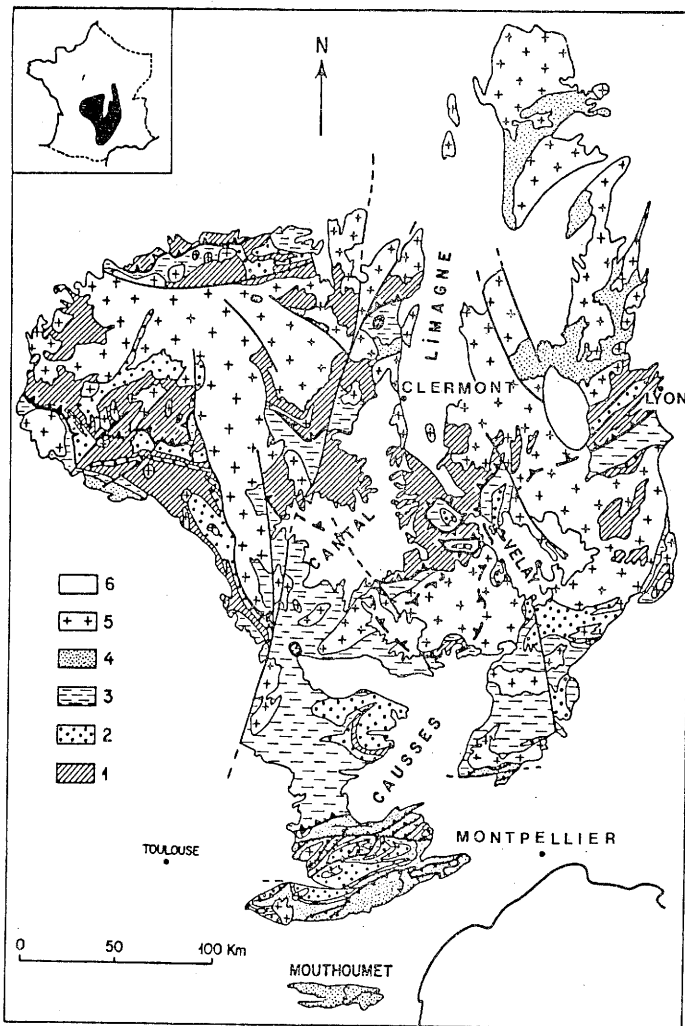 N
LIMAGNE
CLERMONT
LYON
CANTAL
VELAY
6
5
4
3
2
1
CAUSSES
TOULOUSE
MONTPELLIER
0 50 100 Km
MOUTHOUMET